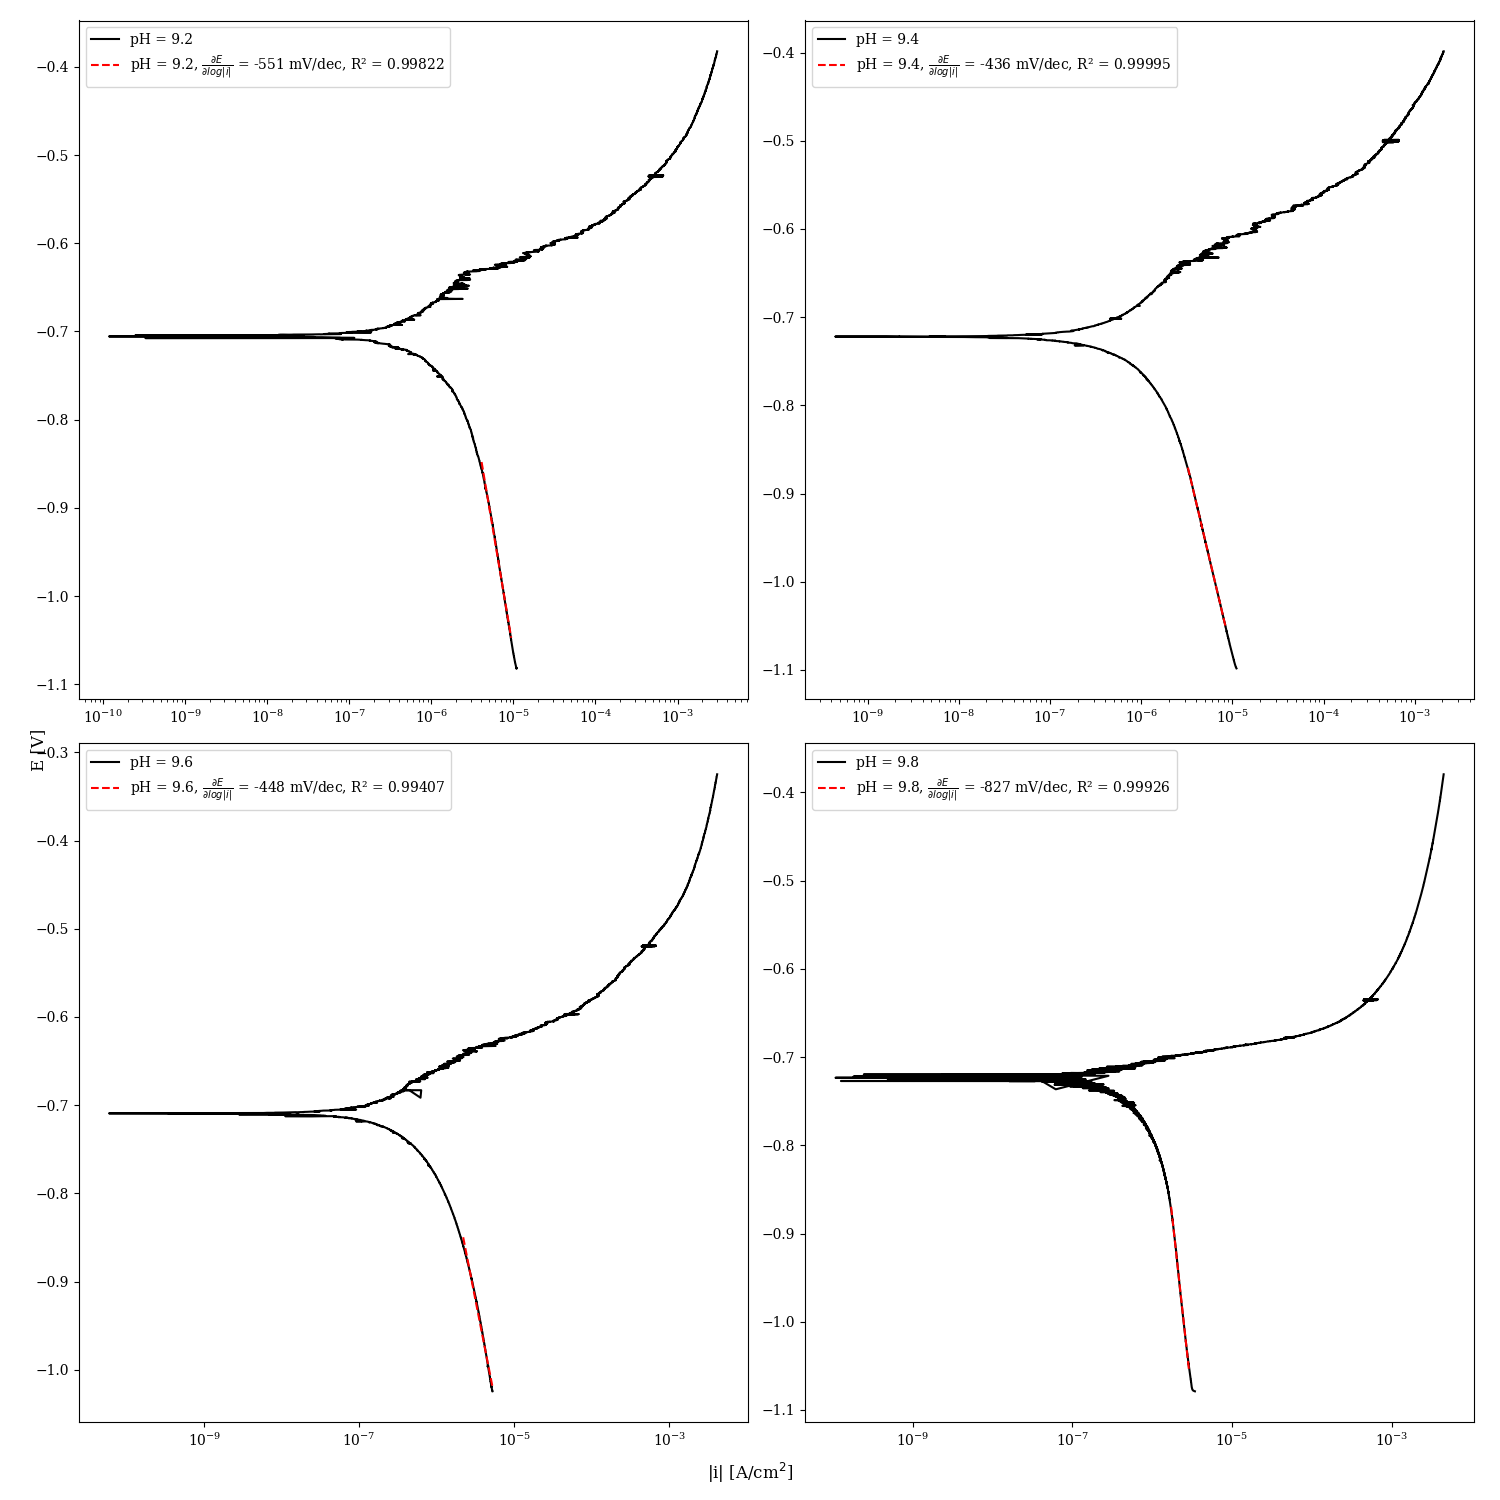 pH = 9.2
pH = 9.2, ∂E/∂log|i| = -551 mV/dec, R² = 0.99822
−0.4
−0.5
−0.6
−0.7
−0.8
−0.9
−1.0
−1.1
10⁻¹⁰ 10⁻⁹ 10⁻⁸ 10⁻⁷ 10⁻⁶ 10⁻⁵ 10⁻⁴ 10⁻³
pH = 9.4
pH = 9.4, ∂E/∂log|i| = -436 mV/dec, R² = 0.99995
−0.4
−0.5
−0.6
−0.7
−0.8
−0.9
−1.0
−1.1
10⁻⁹ 10⁻⁸ 10⁻⁷ 10⁻⁶ 10⁻⁵ 10⁻⁴ 10⁻³
E [V]
pH = 9.6
pH = 9.6, ∂E/∂log|i| = -448 mV/dec, R² = 0.99407
−0.3
−0.4
−0.5
−0.6
−0.7
−0.8
−0.9
−1.0
10⁻⁹ 10⁻⁷ 10⁻⁵ 10⁻³
pH = 9.8
pH = 9.8, ∂E/∂log|i| = -827 mV/dec, R² = 0.99926
−0.4
−0.5
−0.6
−0.7
−0.8
−0.9
−1.0
−1.1
10⁻⁹ 10⁻⁷ 10⁻⁵ 10⁻³
|i| [A/cm²]